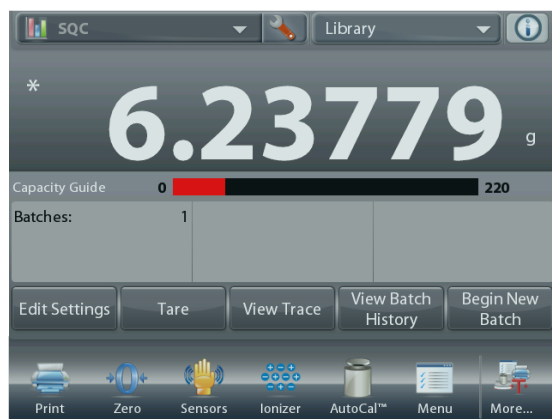 SQC
Library
*
6.23779 g
Capacity Guide 0 220
Batches: 1
Edit Settings
Tare
View Trace
View Batch
History
Begin New
Batch
Print
Zero
Sensors
Ionizer
AutoCal™
Menu
More...